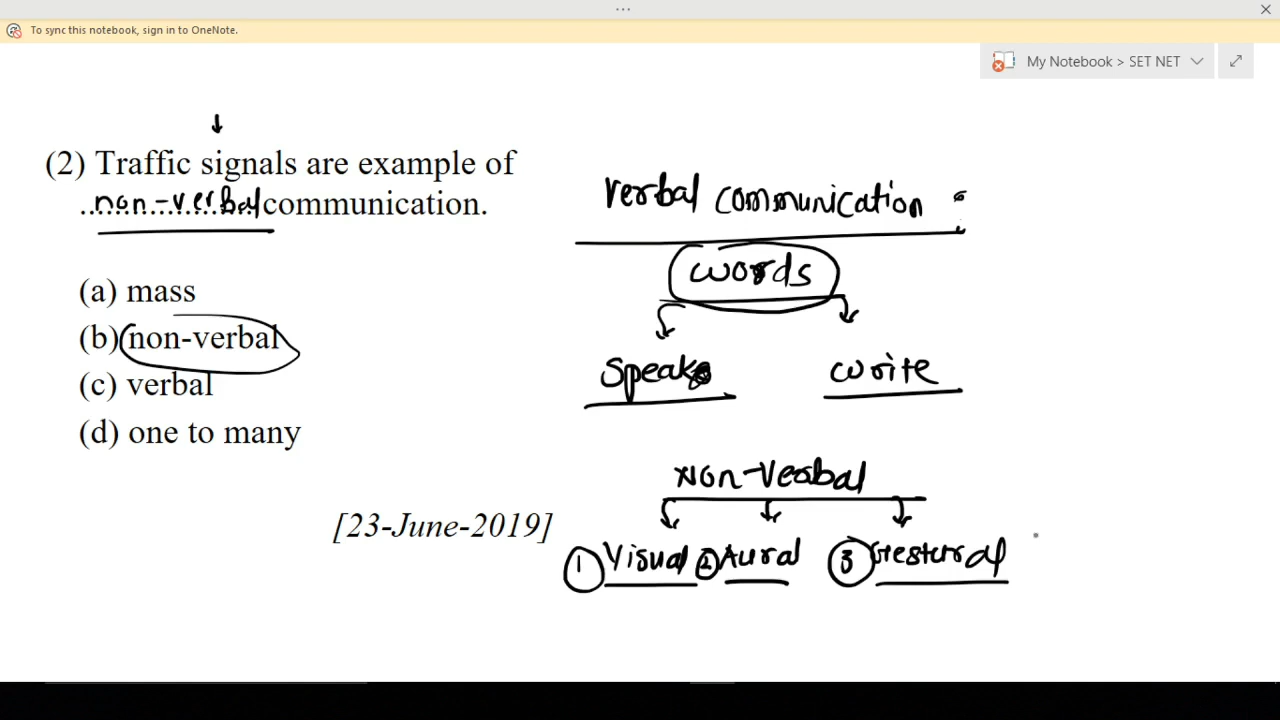 To sync this notebook, sign in to OneNote.
My Notebook > SET NET
(2) Traffic signals are example of
non-verbal communication.
(a) mass
(b) non-verbal
(c) verbal
(d) one to many
[23-June-2019]
Verbal communication :
words
Speak write
Non-Verbal
1 Visual 2 Aural 3 Gestural